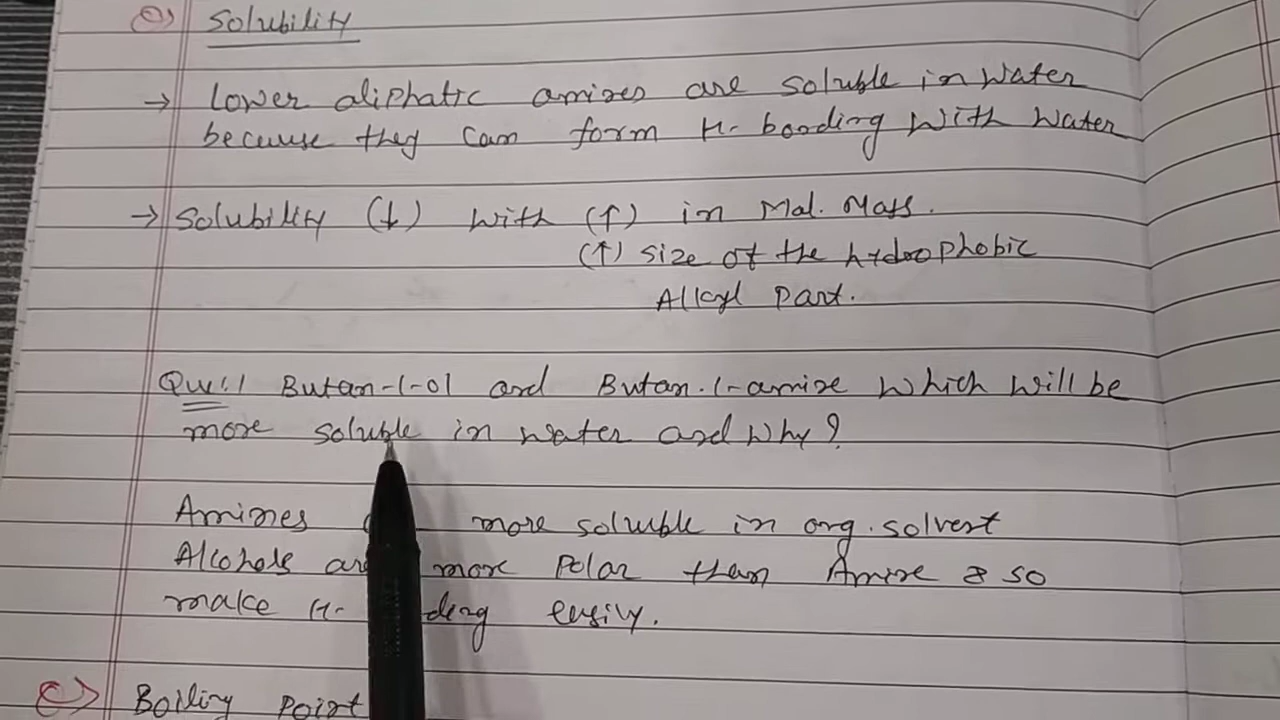 Solubility
→ Lower aliphatic amines are soluble in water
because they can form H-bonding with water
→ Solubility (↓) with (↑) in Mol. Mass.
(↑) size of the hydrophobic
Alkyl Part.
Que:1 Butan-1-ol and Butan-1-amine which will be
more soluble in water and why?
Amines more soluble in org. solvent
Alcohols are more Polar than Amine & so
make H- ding easily.
Boiling Point